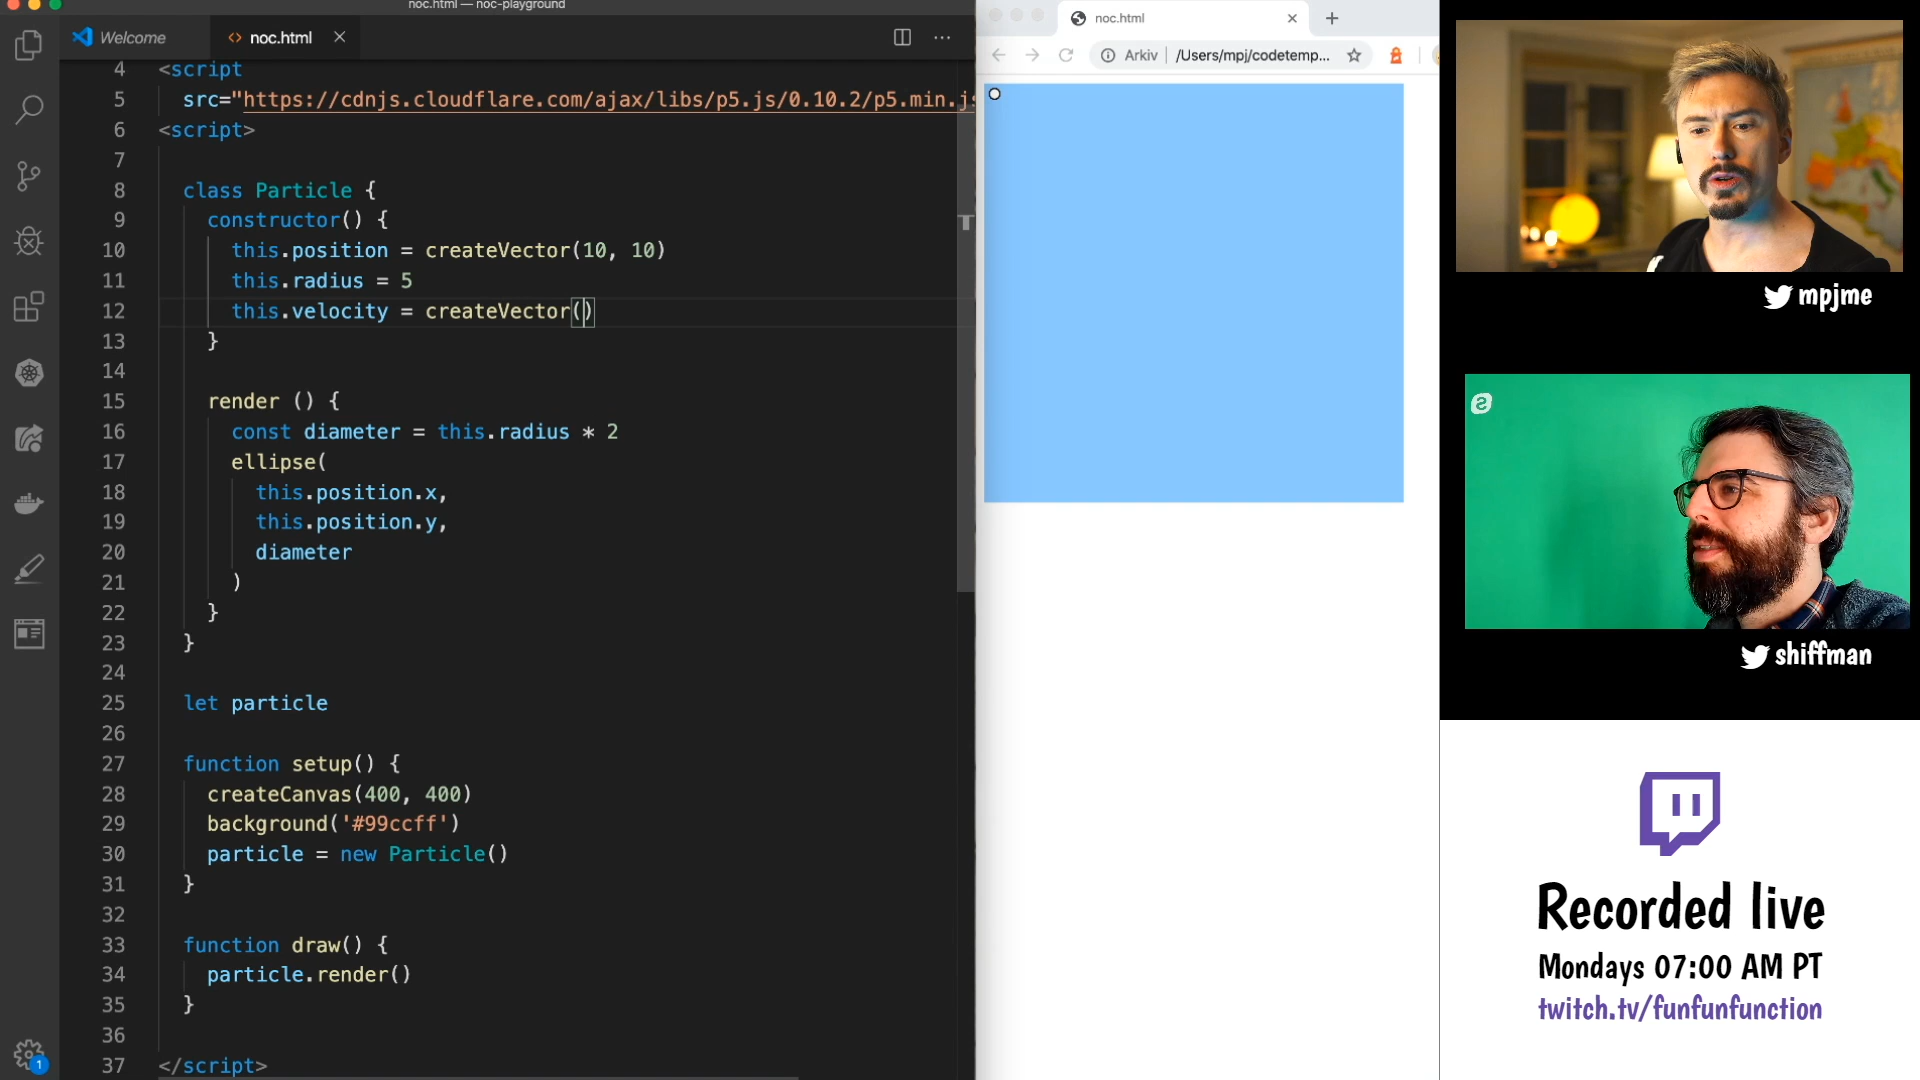 noc.html — noc-playground
Welcome
noc.html
4 <script
5 src="https://cdnjs.cloudflare.com/ajax/libs/p5.js/0.10.2/p5.min.js
6 <script>
7
8 class Particle {
9 constructor() {
10 this.position = createVector(10, 10)
11 this.radius = 5
12 this.velocity = createVector()
13 }
14
15 render () {
16 const diameter = this.radius * 2
17 ellipse(
18 this.position.x,
19 this.position.y,
20 diameter
21 )
22 }
23 }
24
25 let particle
26
27 function setup() {
28 createCanvas(400, 400)
29 background('#99ccff')
30 particle = new Particle()
31 }
32
33 function draw() {
34 particle.render()
35 }
36
37 </script>
1
noc.html
Arkiv | /Users/mpj/codetemp...
mpjme
shiffman
Recorded live
Mondays 07:00 AM PT
twitch.tv/funfunfunction